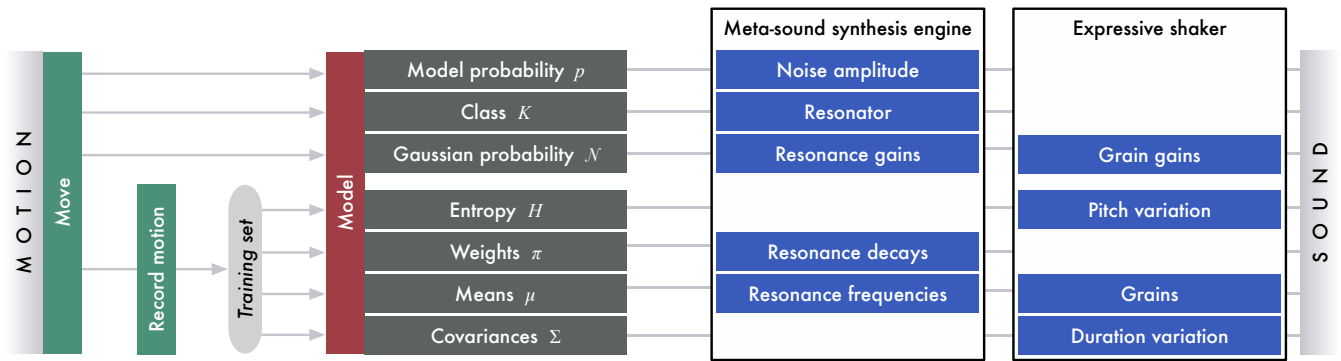 Meta-sound synthesis engine
Expressive shaker
MOTION
Move
Record motion
Training set
Model
Model probability p
Noise amplitude
Class K
Resonator
Gaussian probability 𝒩
Resonance gains
Grain gains
Entropy H
Pitch variation
Weights π
Resonance decays
Means μ
Resonance frequencies
Grains
Covariances Σ
Duration variation
SOUND